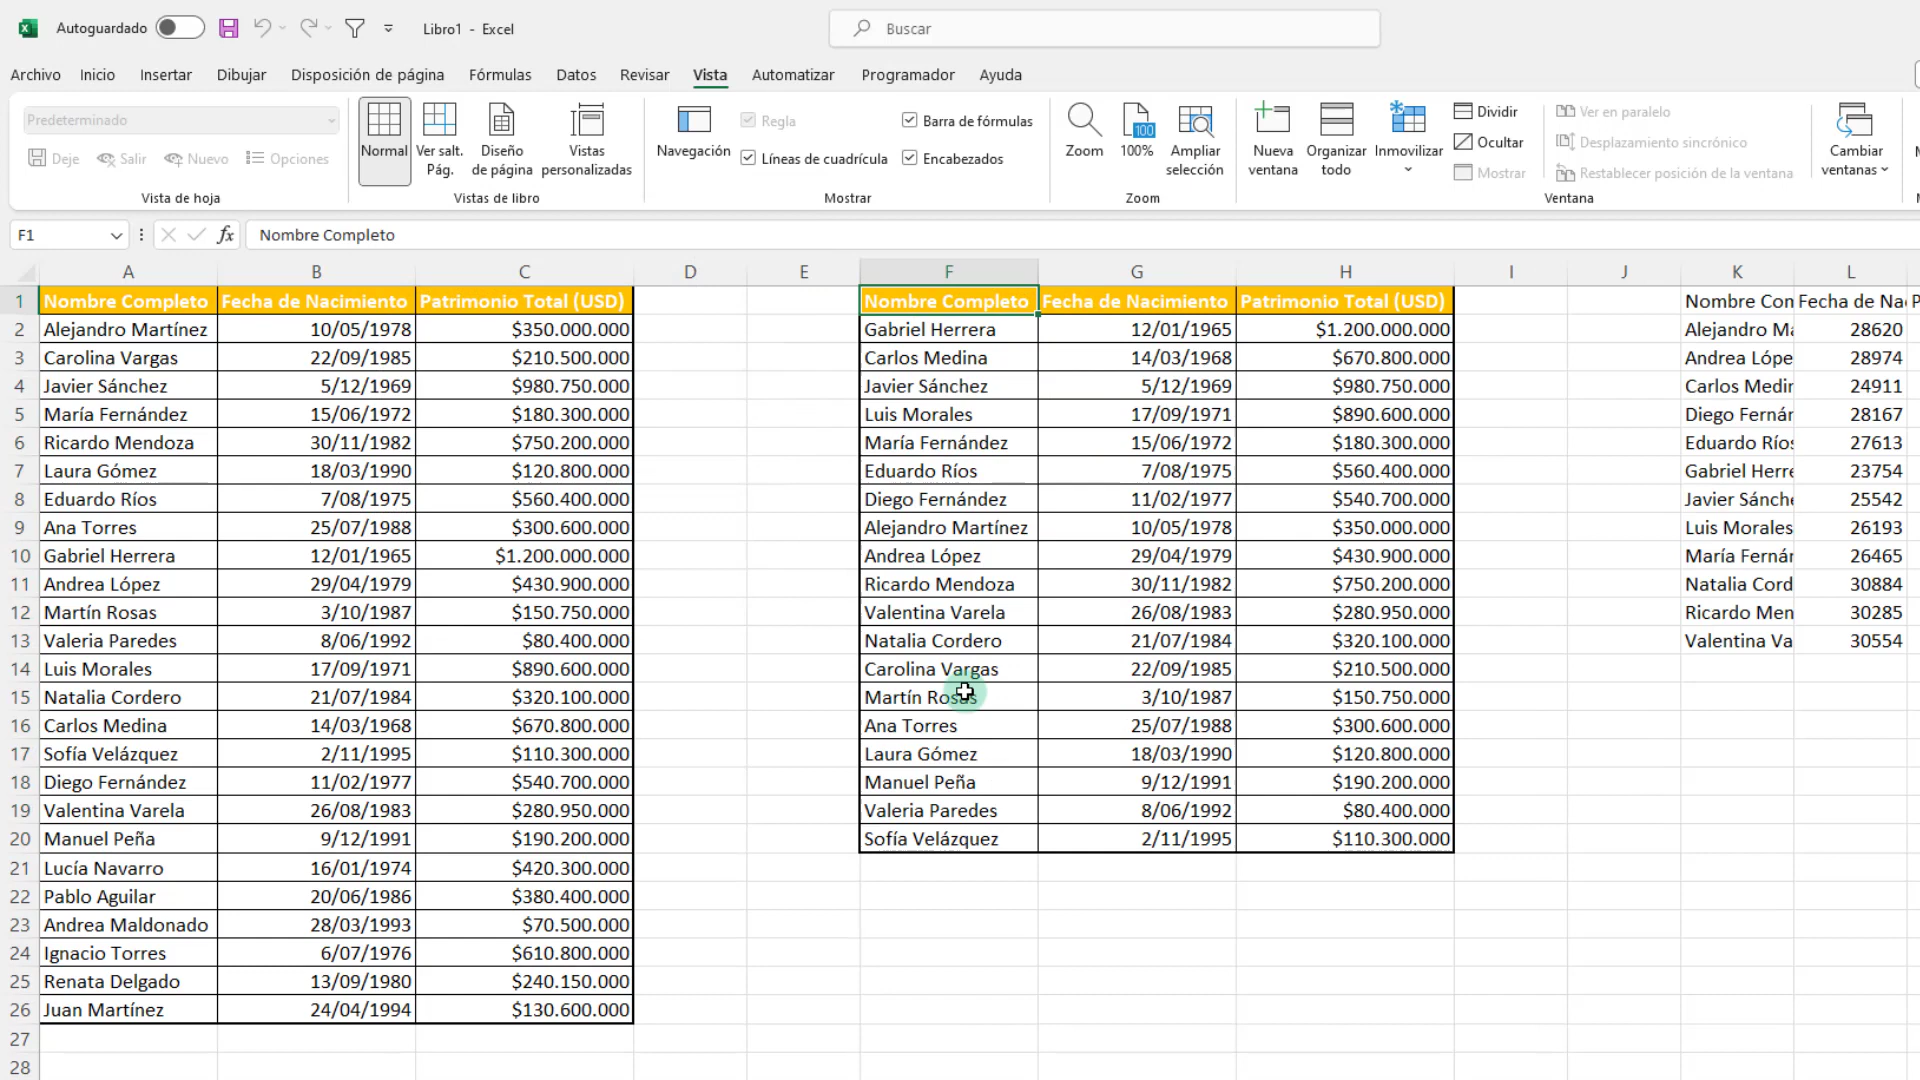 Autoguardado
Libro1 - Excel
Buscar
Archivo Inicio Insertar Dibujar Disposición de página Fórmulas Datos Revisar Vista Automatizar Programador Ayuda
Predeterminado
Deje Salir Nuevo Opciones
Vista de hoja
Normal
Ver salt. Pág.
Diseño de página
Vistas personalizadas
Vistas de libro
Navegación
Regla
Barra de fórmulas
Líneas de cuadrícula
Encabezados
Mostrar
Zoom
100
100%
Ampliar selección
Zoom
Nueva ventana
Organizar todo
Inmovilizar
Dividir
Ocultar
Mostrar
Ver en paralelo
Desplazamiento sincrónico
Restablecer posición de la ventana
Cambiar ventanas
Ventana
F1 fx Nombre Completo
A B C D E F G H I J K L
1 Nombre Completo Fecha de Nacimiento Patrimonio Total (USD) Nombre Completo Fecha de Nacimiento Patrimonio Total (USD) Nombre Con Fecha de Na P
2 Alejandro Martínez 10/05/1978 $350.000.000 Gabriel Herrera 12/01/1965 $1.200.000.000 Alejandro Ma 28620
3 Carolina Vargas 22/09/1985 $210.500.000 Carlos Medina 14/03/1968 $670.800.000 Andrea Lópe 28974
4 Javier Sánchez 5/12/1969 $980.750.000 Javier Sánchez 5/12/1969 $980.750.000 Carlos Medin 24911
5 María Fernández 15/06/1972 $180.300.000 Luis Morales 17/09/1971 $890.600.000 Diego Fernár 28167
6 Ricardo Mendoza 30/11/1982 $750.200.000 María Fernández 15/06/1972 $180.300.000 Eduardo Ríos 27613
7 Laura Gómez 18/03/1990 $120.800.000 Eduardo Ríos 7/08/1975 $560.400.000 Gabriel Herre 23754
8 Eduardo Ríos 7/08/1975 $560.400.000 Diego Fernández 11/02/1977 $540.700.000 Javier Sánche 25542
9 Ana Torres 25/07/1988 $300.600.000 Alejandro Martínez 10/05/1978 $350.000.000 Luis Morales 26193
10 Gabriel Herrera 12/01/1965 $1.200.000.000 Andrea López 29/04/1979 $430.900.000 María Fernár 26465
11 Andrea López 29/04/1979 $430.900.000 Ricardo Mendoza 30/11/1982 $750.200.000 Natalia Cord 30884
12 Martín Rosas 3/10/1987 $150.750.000 Valentina Varela 26/08/1983 $280.950.000 Ricardo Men 30285
13 Valeria Paredes 8/06/1992 $80.400.000 Natalia Cordero 21/07/1984 $320.100.000 Valentina Va 30554
14 Luis Morales 17/09/1971 $890.600.000 Carolina Vargas 22/09/1985 $210.500.000
15 Natalia Cordero 21/07/1984 $320.100.000 Martín Rosas 3/10/1987 $150.750.000
16 Carlos Medina 14/03/1968 $670.800.000 Ana Torres 25/07/1988 $300.600.000
17 Sofía Velázquez 2/11/1995 $110.300.000 Laura Gómez 18/03/1990 $120.800.000
18 Diego Fernández 11/02/1977 $540.700.000 Manuel Peña 9/12/1991 $190.200.000
19 Valentina Varela 26/08/1983 $280.950.000 Valeria Paredes 8/06/1992 $80.400.000
20 Manuel Peña 9/12/1991 $190.200.000 Sofía Velázquez 2/11/1995 $110.300.000
21 Lucía Navarro 16/01/1974 $420.300.000
22 Pablo Aguilar 20/06/1986 $380.400.000
23 Andrea Maldonado 28/03/1993 $70.500.000
24 Ignacio Torres 6/07/1976 $610.800.000
25 Renata Delgado 13/09/1980 $240.150.000
26 Juan Martínez 24/04/1994 $130.600.000
27
28